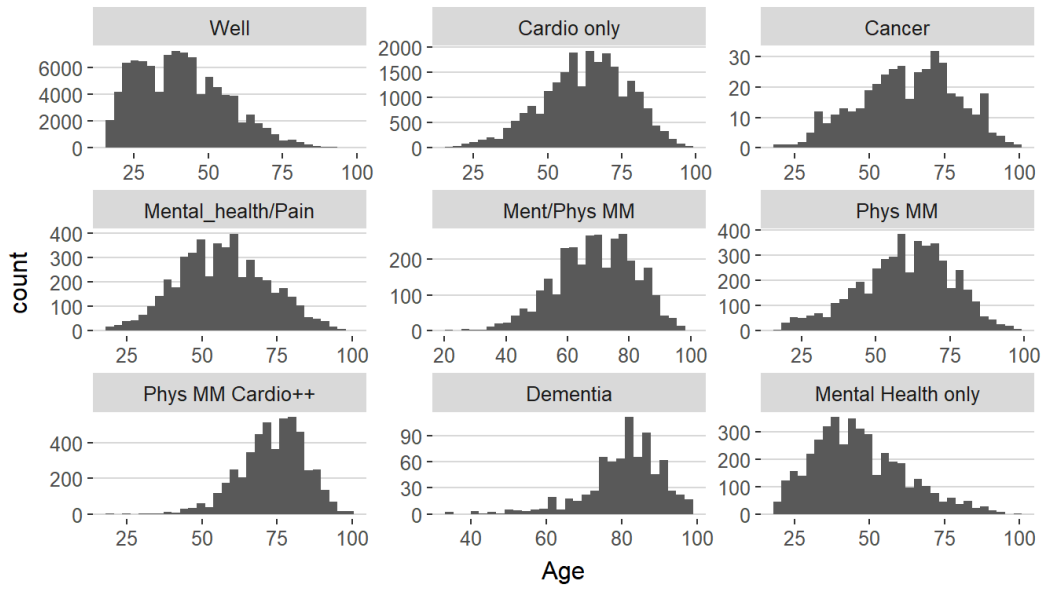 Well Cardio only Cancer
6000 4000 2000 0
2000 1500 1000 500 0
30 20 10 0
25 50 75 100
25 50 75 100
25 50 75 100
Mental_health/Pain Ment/Phys MM Phys MM
400 300 200 100 0
200 100 0
400 300 200 100 0
25 50 75 100
20 40 60 80 100
25 50 75 100
Phys MM Cardio++ Dementia Mental Health only
400 200 0
90 60 30 0
300 200 100 0
25 50 75 100
40 60 80 100
25 50 75 100
count
Age